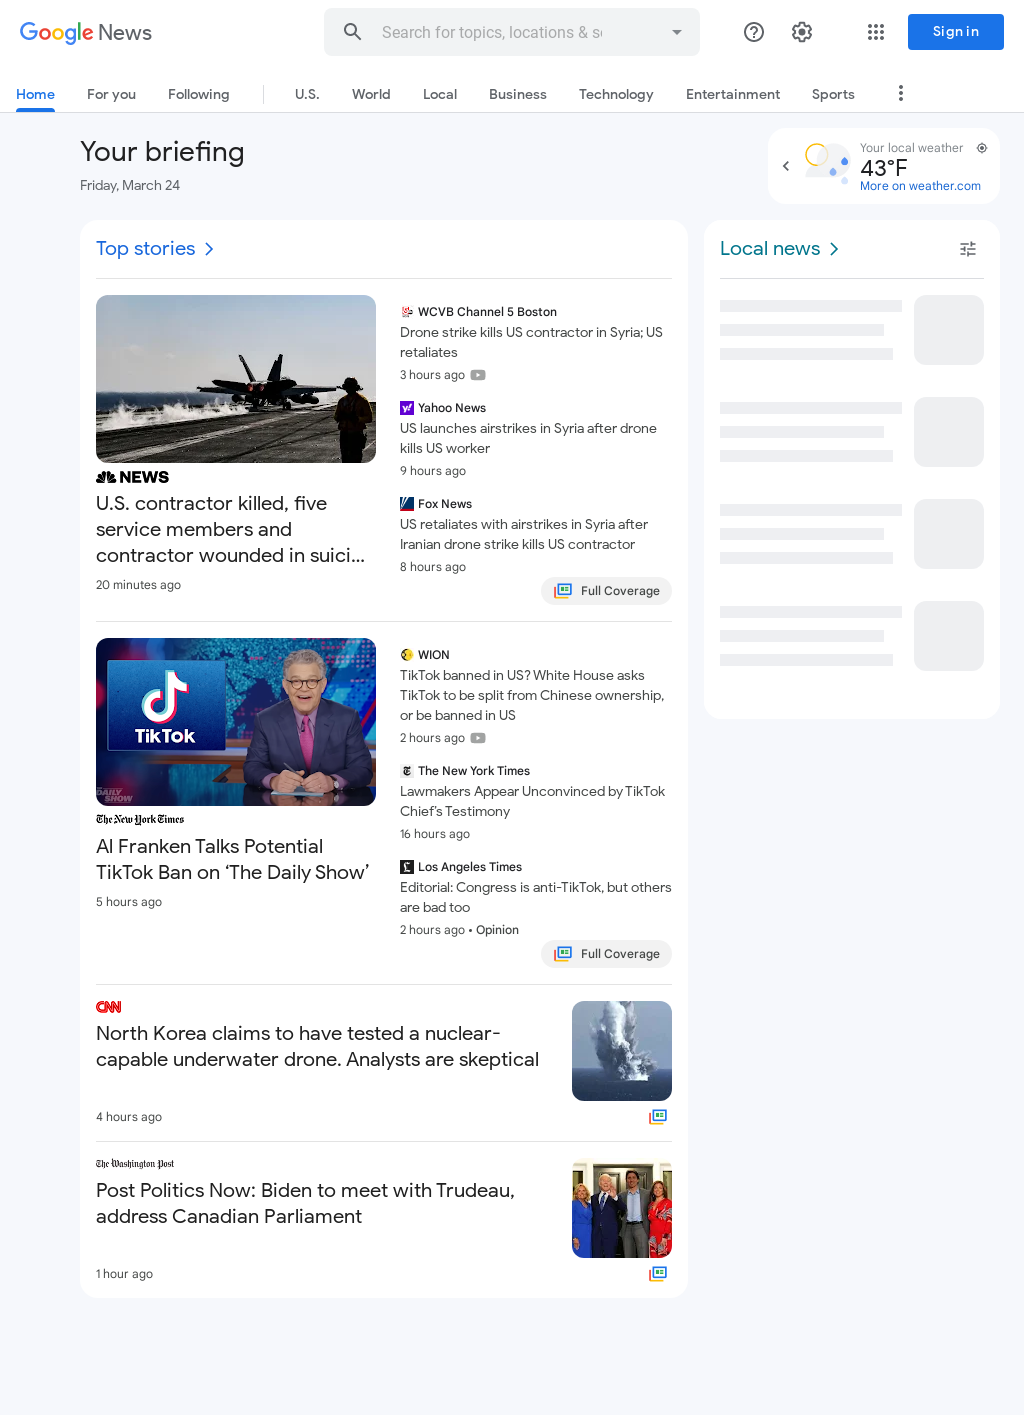 Google News
Search for topics, locations & so
Sign in
Home
For you
Following
U.S.
World
Local
Business
Technology
Entertainment
Sports
Your briefing
Friday, March 24
Your local weather
43°F
More on weather.com
Top stories
NEWS
U.S. contractor killed, five
service members and
contractor wounded in suici...
20 minutes ago
WCVB Channel 5 Boston
Drone strike kills US contractor in Syria; US
retaliates
3 hours ago
Yahoo News
US launches airstrikes in Syria after drone
kills US worker
9 hours ago
Fox News
US retaliates with airstrikes in Syria after
Iranian drone strike kills US contractor
8 hours ago
Full Coverage
TikTok
DAILY
SHOW
The New York Times
Al Franken Talks Potential
TikTok Ban on ‘The Daily Show’
5 hours ago
WION
TikTok banned in US? White House asks
TikTok to be split from Chinese ownership,
or be banned in US
2 hours ago
The New York Times
Lawmakers Appear Unconvinced by TikTok
Chief’s Testimony
16 hours ago
Los Angeles Times
Editorial: Congress is anti-TikTok, but others
are bad too
2 hours ago • Opinion
Full Coverage
CNN
North Korea claims to have tested a nuclear-
capable underwater drone. Analysts are skeptical
4 hours ago
The Washington Post
Post Politics Now: Biden to meet with Trudeau,
address Canadian Parliament
1 hour ago
Local news